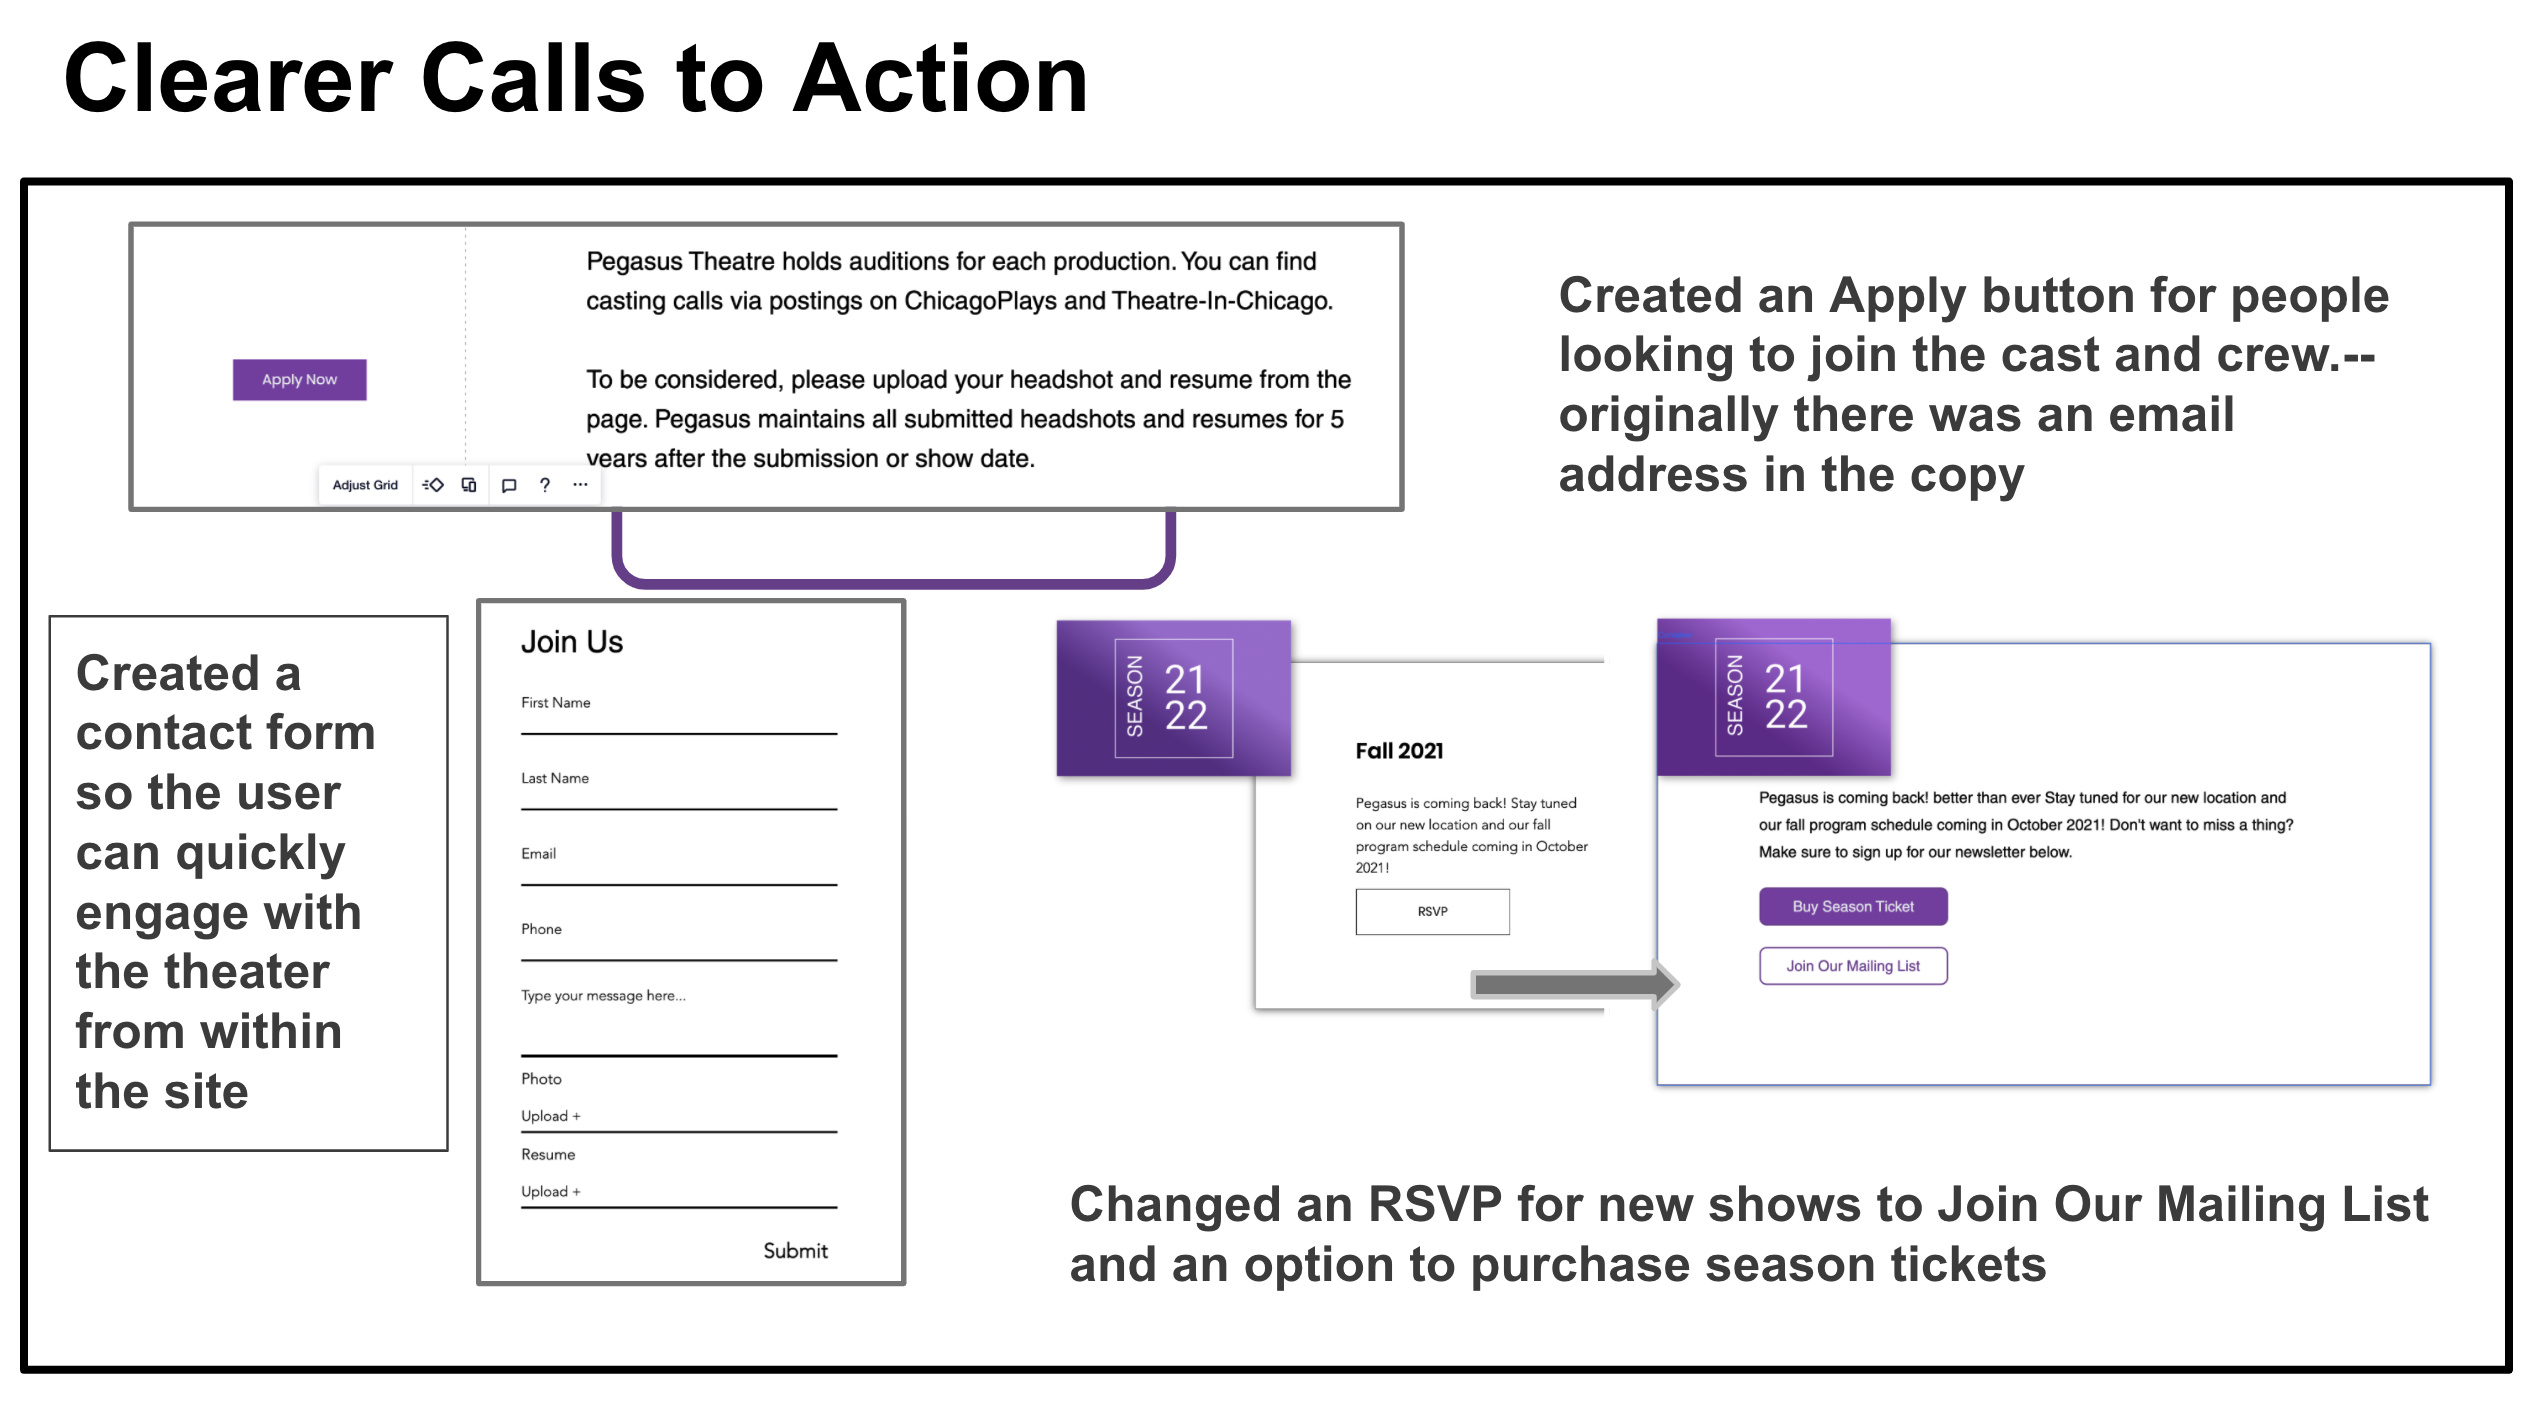 Clearer Calls to Action
Pegasus Theatre holds auditions for each production. You can find
casting calls via postings on ChicagoPlays and Theatre-In-Chicago.
To be considered, please upload your headshot and resume from the
page. Pegasus maintains all submitted headshots and resumes for 5
years after the submission or show date.
Apply Now
Adjust Grid
?
Created an Apply button for people
looking to join the cast and crew.--
originally there was an email
address in the copy
Created a
contact form
so the user
can quickly
engage with
the theater
from within
the site
Join Us
First Name
Last Name
Email
Phone
Type your message here...
Photo
Upload +
Resume
Upload +
Submit
SEASON
21
22
Fall 2021
Pegasus is coming back! Stay tuned
on our new location and our fall
program schedule coming in October
2021!
RSVP
SEASON
21
22
Pegasus is coming back! better than ever Stay tuned for our new location and
our fall program schedule coming in October 2021! Don't want to miss a thing?
Make sure to sign up for our newsletter below.
Buy Season Ticket
Join Our Mailing List
Changed an RSVP for new shows to Join Our Mailing List
and an option to purchase season tickets